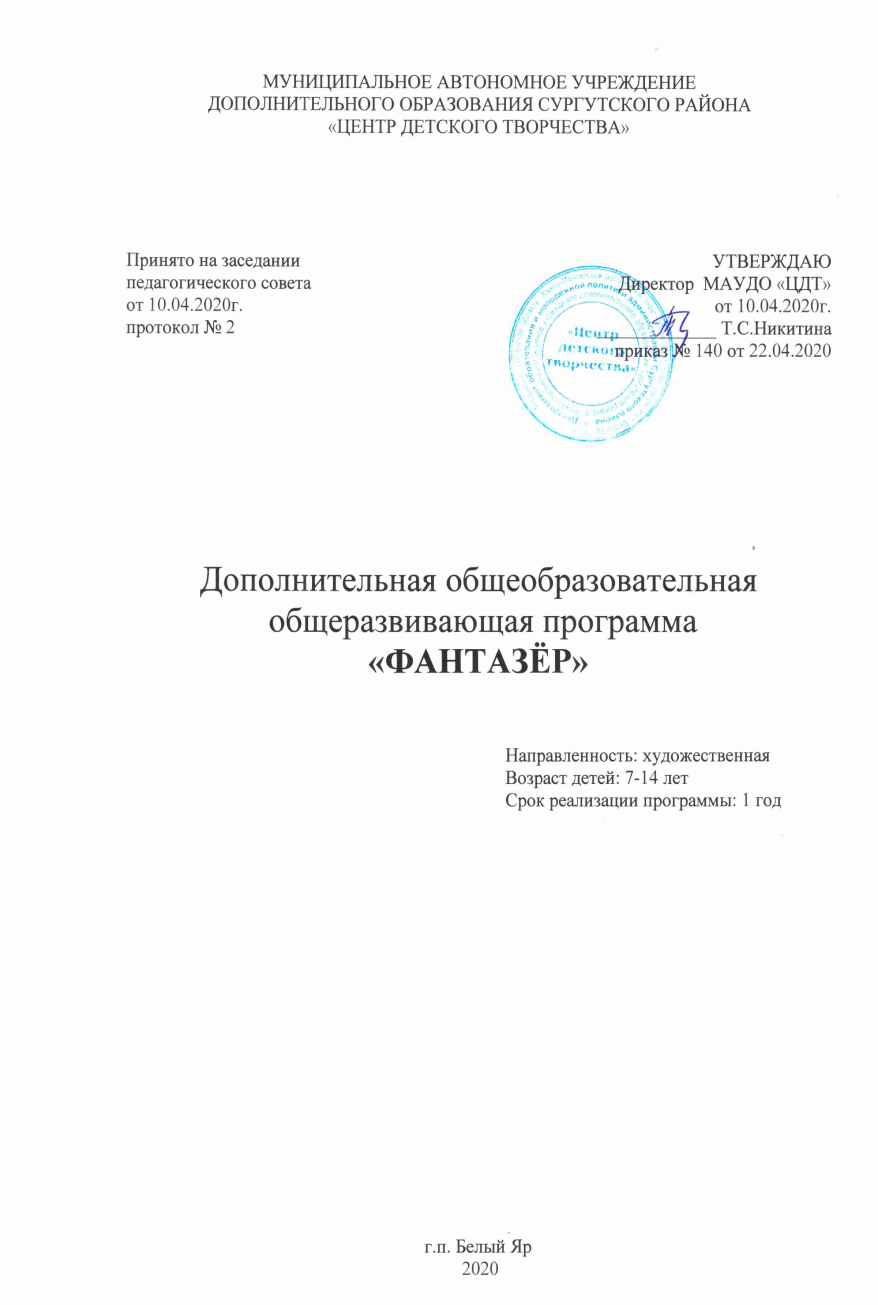 МУНИЦИПАЛЬНОЕ АВТОНОМНОЕ УЧРЕЖДЕНИЕ
ДОПОЛНИТЕЛЬНОГО ОБРАЗОВАНИЯ СУРГУТСКОГО РАЙОНА
«ЦЕНТР ДЕТСКОГО ТВОРЧЕСТВА»
Принято на заседании
педагогического совета
от 10.04.2020г.
протокол № 2
УТВЕРЖДАЮ
Директор МАУДО «ЦДТ»
от 10.04.2020г.
____________ Т.С.Никитина
приказ № 140 от 22.04.2020
«Центр
детского
творчества»
Дополнительная общеобразовательная
общеразвивающая программа
«ФАНТАЗЁР»
Направленность: художественная
Возраст детей: 7-14 лет
Срок реализации программы: 1 год
г.п. Белый Яр
2020